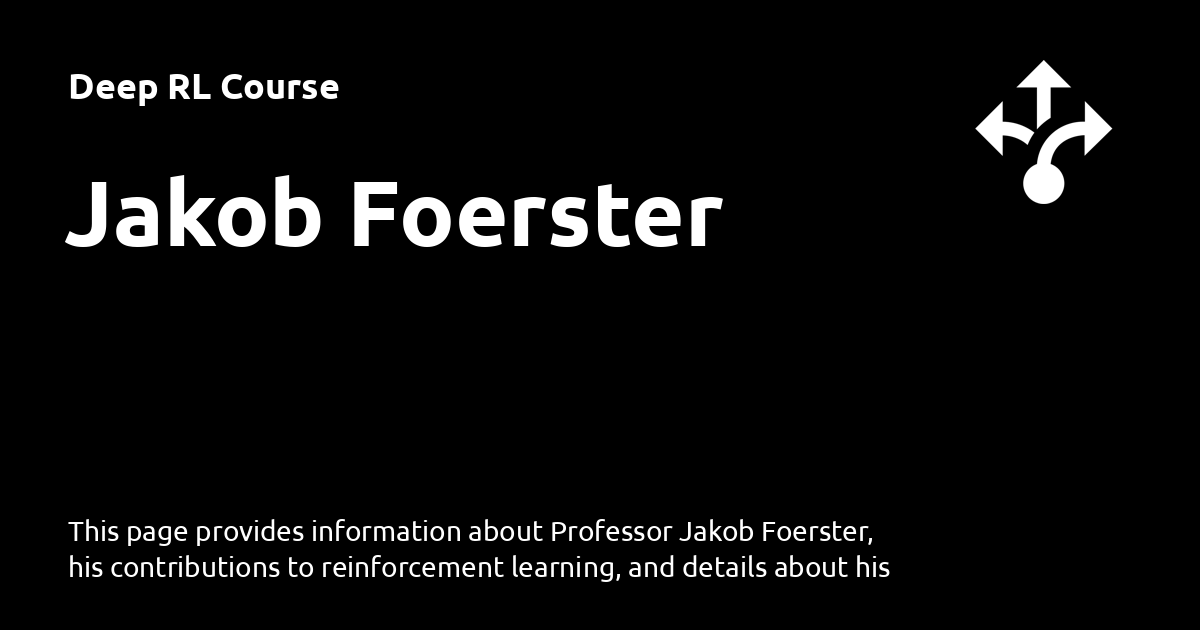 Deep RL Course
Jakob Foerster
This page provides information about Professor Jakob Foerster,
his contributions to reinforcement learning, and details about his